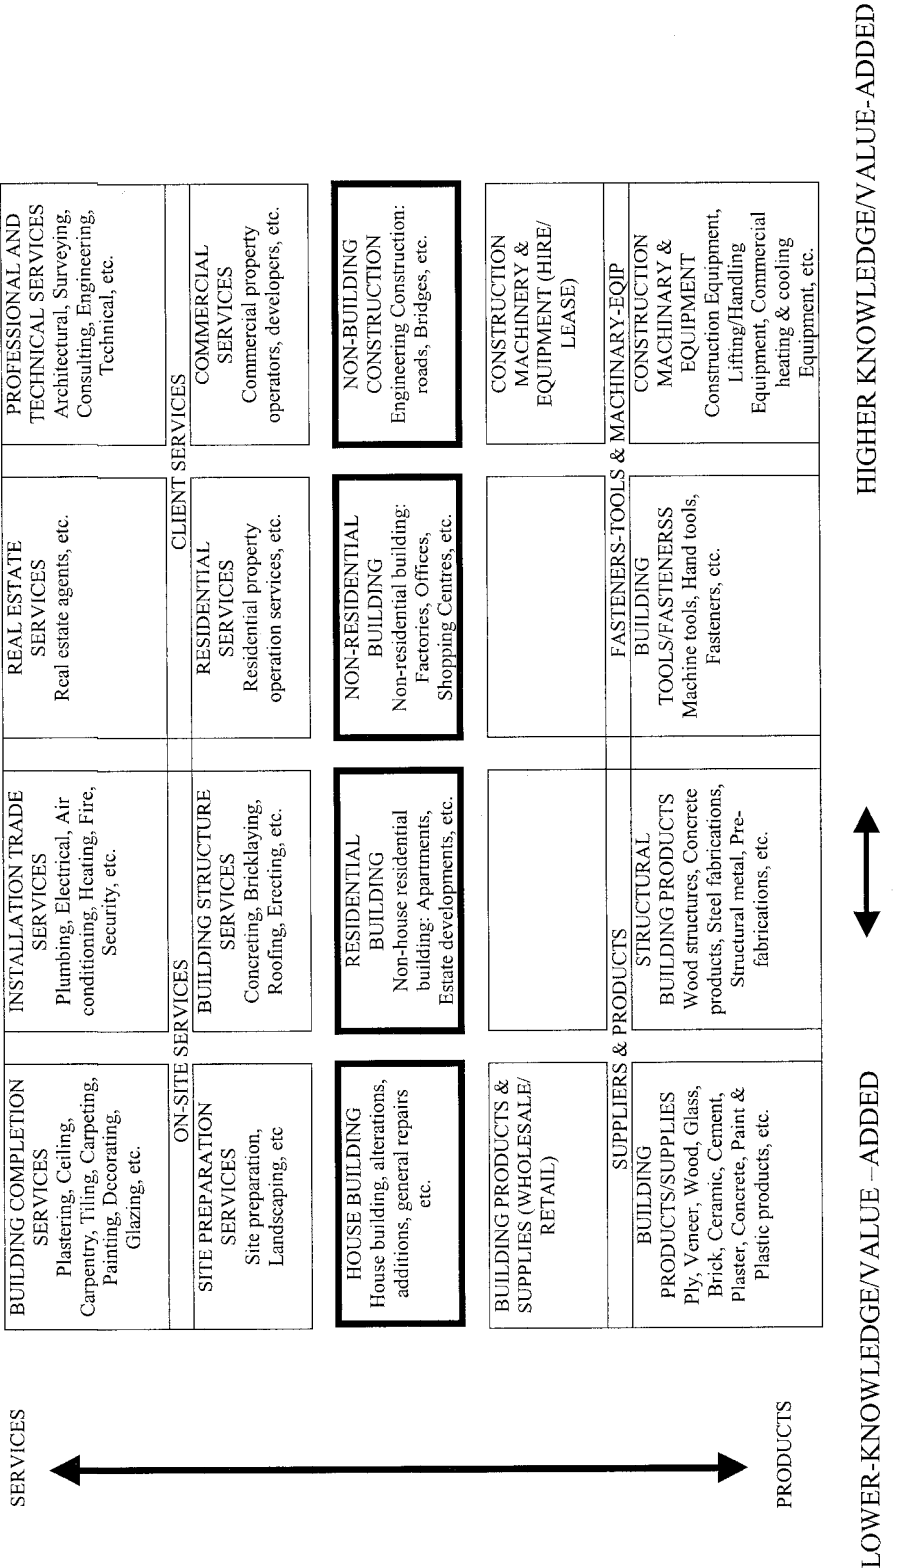 SERVICES
BUILDING COMPLETION
SERVICES
Plastering, Ceiling,
Carpentry, Tiling, Carpeting,
Painting, Decorating,
Glazing, etc.
INSTALLATION TRADE
SERVICES
Plumbing, Electrical, Air
conditioning, Heating, Fire,
Security, etc.
REAL ESTATE
SERVICES
Real estate agents, etc.
PROFESSIONAL AND
TECHNICAL SERVICES
Architectural, Surveying,
Consulting, Engineering,
Technical, etc.
ON-SITE SERVICES
CLIENT SERVICES
SITE PREPARATION
SERVICES
Site preparation,
Landscaping, etc
BUILDING STRUCTURE
SERVICES
Concreting, Bricklaying,
Roofing, Erecting, etc.
RESIDENTIAL
SERVICES
Residential property
operation services, etc.
COMMERCIAL
SERVICES
Commercial property
operators, developers, etc.
HOUSE BUILDING
House building, alterations,
additions, general repairs
etc.
RESIDENTIAL
BUILDING
Non-house residential
building: Apartments,
Estate developments, etc.
NON-RESIDENTIAL
BUILDING
Non-residential building:
Factories, Offices,
Shopping Centres, etc.
NON-BUILDING
CONSTRUCTION
Engineering Construction:
roads, Bridges, etc.
BUILDING PRODUCTS &
SUPPLIES (WHOLESALE/
RETAIL)
CONSTRUCTION
MACHINERY &
EQUIPMENT (HIRE/
LEASE)
SUPPLIERS & PRODUCTS
FASTENERS-TOOLS & MACHINARY-EQIP
BUILDING
PRODUCTS/SUPPLIES
Ply, Veneer, Wood, Glass,
Brick, Ceramic, Cement,
Plaster, Concrete, Paint &
Plastic products, etc.
STRUCTURAL
BUILDING PRODUCTS
Wood structures, Concrete
products, Steel fabrications,
Structural metal, Pre-
fabrications, etc.
BUILDING
TOOLS/FASTENERSS
Machine tools, Hand tools,
Fasteners, etc.
CONSTRUCTION
MACHINARY &
EQUIPMENT
Construction Equipment,
Lifting/Handling
Equipment, Commercial
heating & cooling
Equipment, etc.
PRODUCTS
LOWER-KNOWLEDGE/VALUE –ADDED
HIGHER KNOWLEDGE/VALUE-ADDED